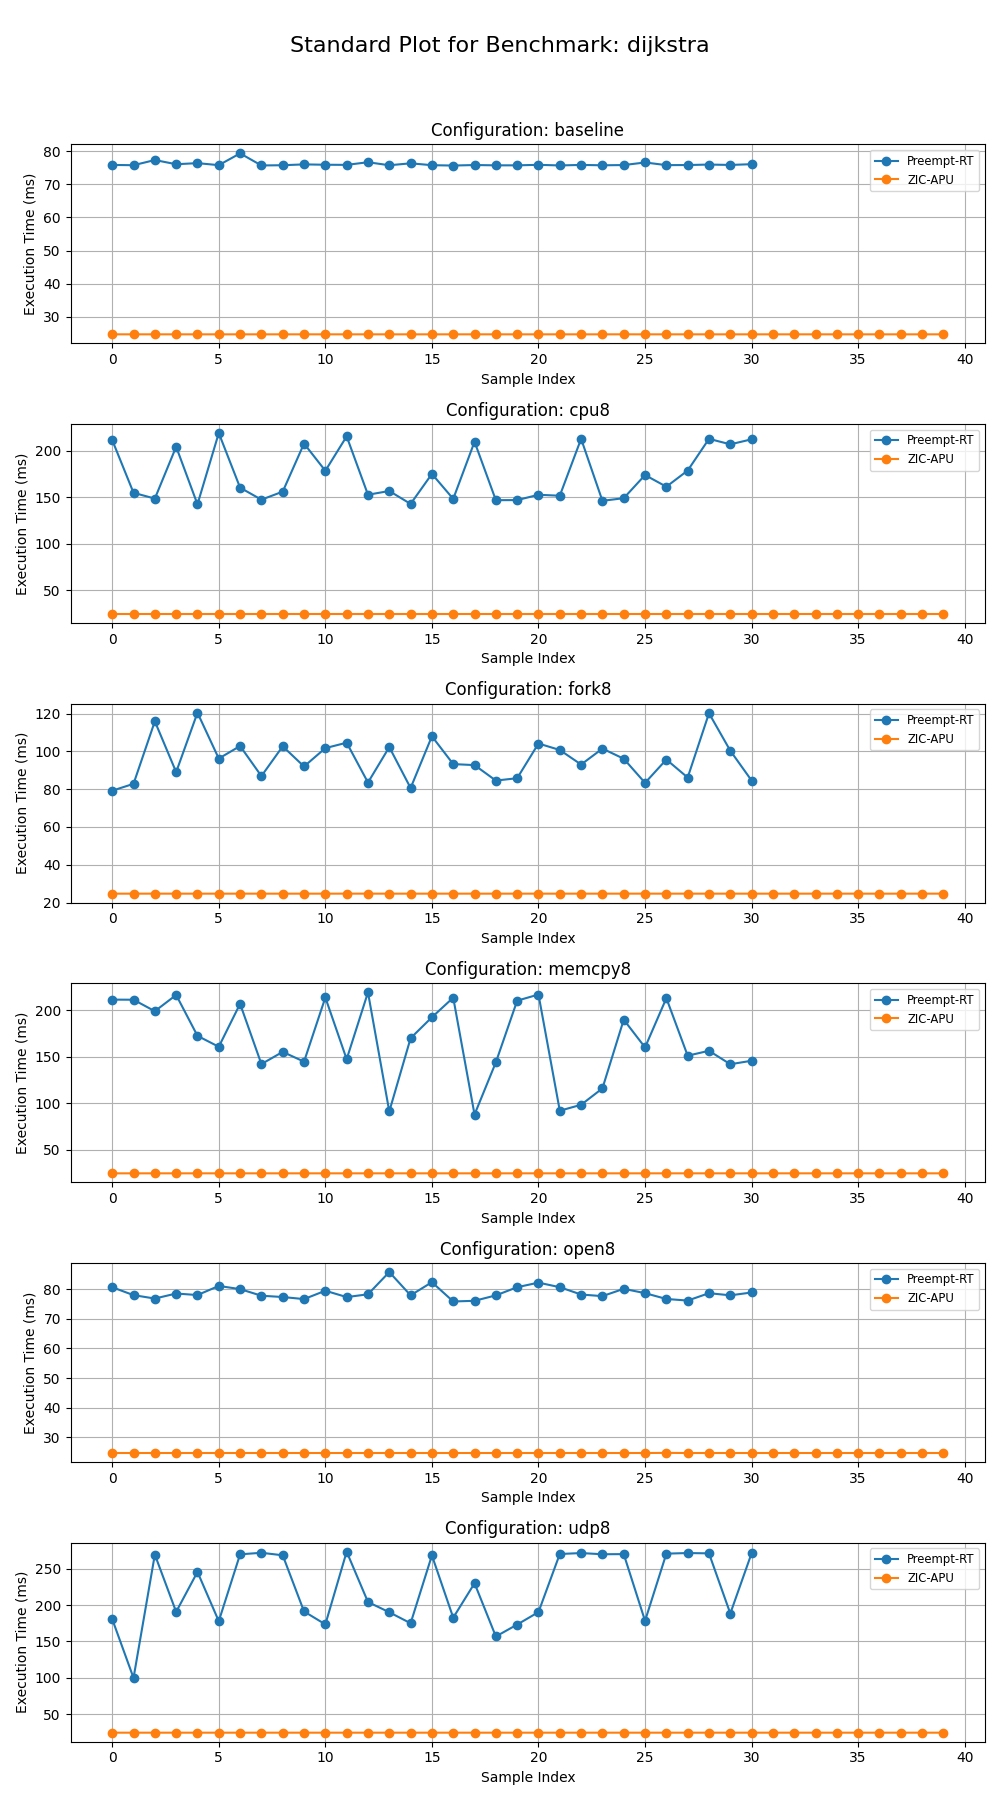 Standard Plot for Benchmark: dijkstra
Configuration: baseline
Execution Time (ms)
80
70
60
50
40
30
Preempt-RT
ZIC-APU
0 5 10 15 20 25 30 35 40
Sample Index
Configuration: cpu8
Execution Time (ms)
200
150
100
50
Preempt-RT
ZIC-APU
0 5 10 15 20 25 30 35 40
Sample Index
Configuration: fork8
Execution Time (ms)
120
100
80
60
40
20
Preempt-RT
ZIC-APU
0 5 10 15 20 25 30 35 40
Sample Index
Configuration: memcpy8
Execution Time (ms)
200
150
100
50
Preempt-RT
ZIC-APU
0 5 10 15 20 25 30 35 40
Sample Index
Configuration: open8
Execution Time (ms)
80
70
60
50
40
30
Preempt-RT
ZIC-APU
0 5 10 15 20 25 30 35 40
Sample Index
Configuration: udp8
Execution Time (ms)
250
200
150
100
50
Preempt-RT
ZIC-APU
0 5 10 15 20 25 30 35 40
Sample Index